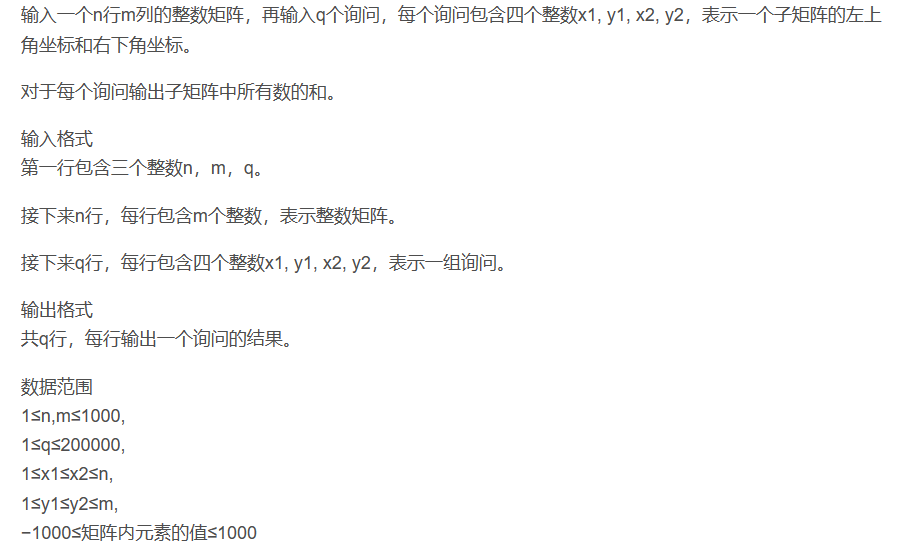 输入一个n行m列的整数矩阵，再输入q个询问，每个询问包含四个整数x1, y1, x2, y2，表示一个子矩阵的左上
角坐标和右下角坐标。
对于每个询问输出子矩阵中所有数的和。
输入格式
第一行包含三个整数n，m，q。
接下来n行，每行包含m个整数，表示整数矩阵。
接下来q行，每行包含四个整数x1, y1, x2, y2，表示一组询问。
输出格式
共q行，每行输出一个询问的结果。
数据范围
1≤n,m≤1000,
1≤q≤200000,
1≤x1≤x2≤n,
1≤y1≤y2≤m,
−1000≤矩阵内元素的值≤1000